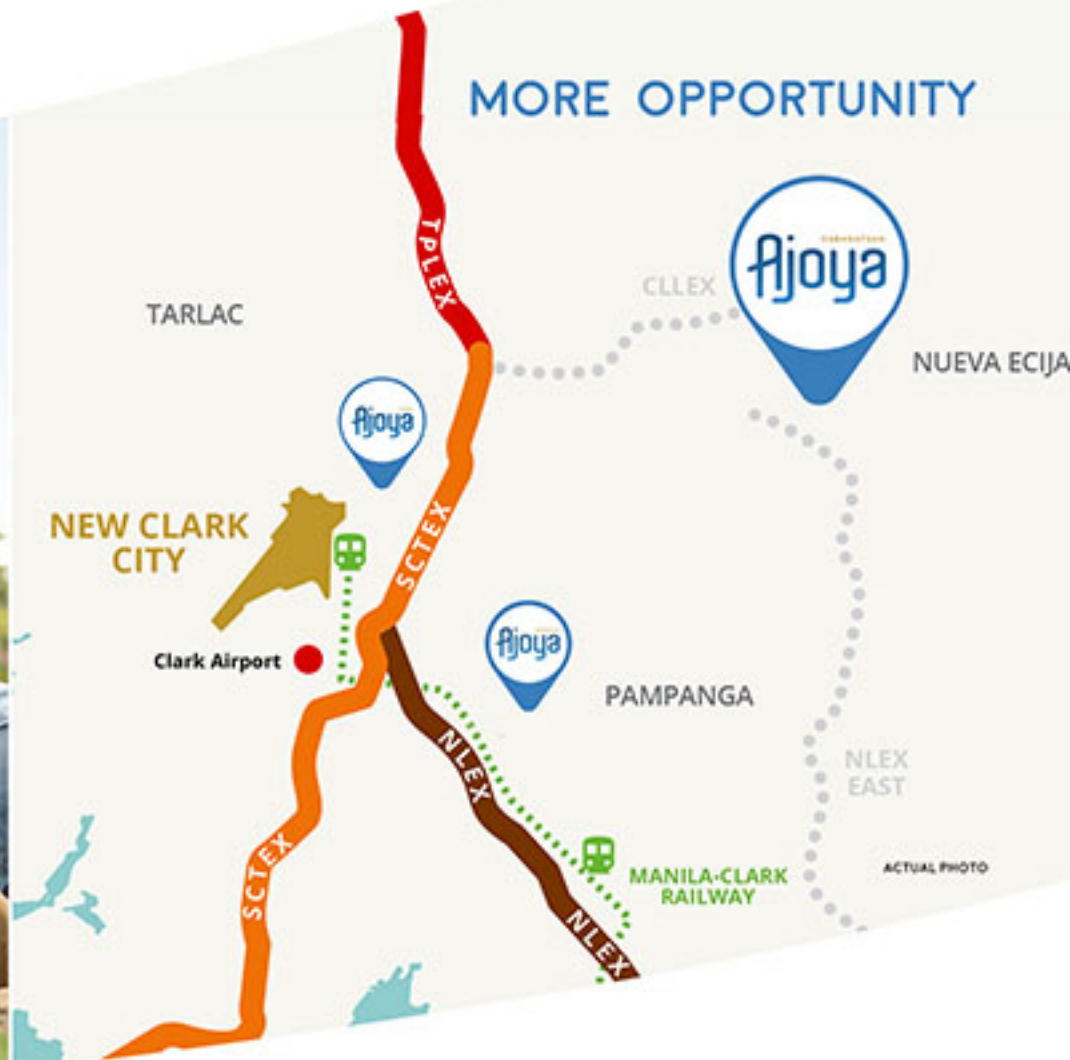 MORE OPPORTUNITY
TPLEX
CABANATUAN
Ajoya
CLLEX
TARLAC
NUEVA ECIJA
Ajoya
NEW CLARK
CITY
SCTEX
Ajoya
Clark Airport
PAMPANGA
NLEX
NLEX
EAST
SCTEX
ACTUAL PHOTO
MANILA-CLARK
RAILWAY
NLEX